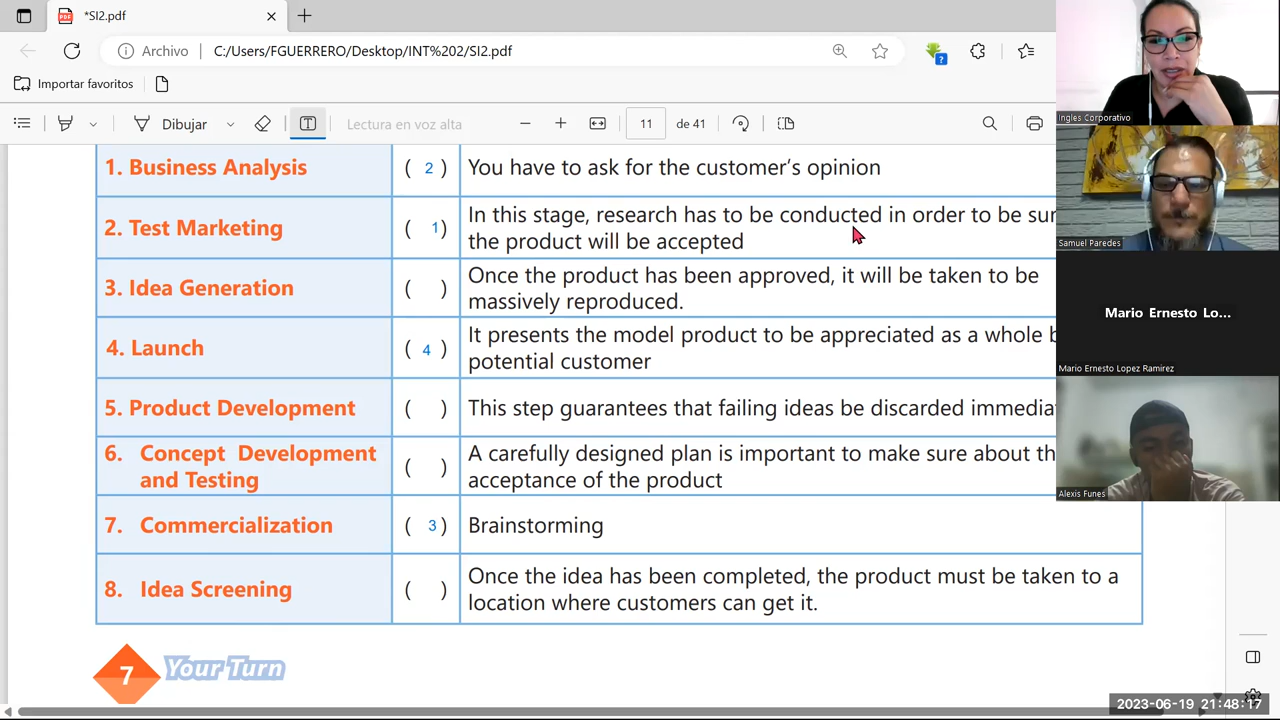 *SI2.pdf
Archivo C:/Users/FGUERRERO/Desktop/INT%202/SI2.pdf
Importar favoritos
Dibujar Lectura en voz alta 11 de 41
1. Business Analysis ( 2 ) You have to ask for the customer's opinion
2. Test Marketing ( 1 ) In this stage, research has to be conducted in order to be sur
the product will be accepted
3. Idea Generation ( ) Once the product has been approved, it will be taken to be
massively reproduced.
4. Launch ( 4 ) It presents the model product to be appreciated as a whole b
potential customer
5. Product Development ( ) This step guarantees that failing ideas be discarded immedia
6. Concept Development
and Testing ( ) A carefully designed plan is important to make sure about th
acceptance of the product
7. Commercialization ( 3 ) Brainstorming
8. Idea Screening ( ) Once the idea has been completed, the product must be taken to a
location where customers can get it.
7 Your Turn
Ingles Corporativo
Samuel Paredes
Mario Ernesto Lo...
Mario Ernesto Lopez Ramirez
Alexis Funes
2023-06-19 21:48:17